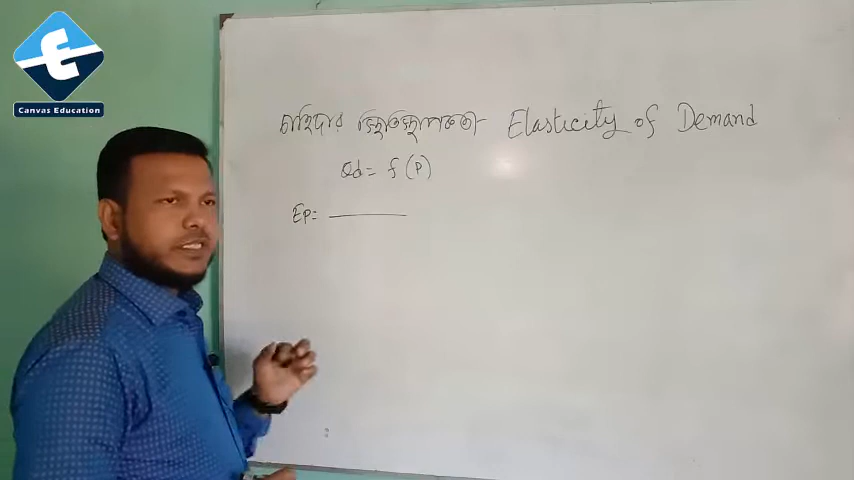 Canvas Education
চাহিদার স্থিতিস্থাপকতা Elasticity of Demand
Qd= f (P)
EP=